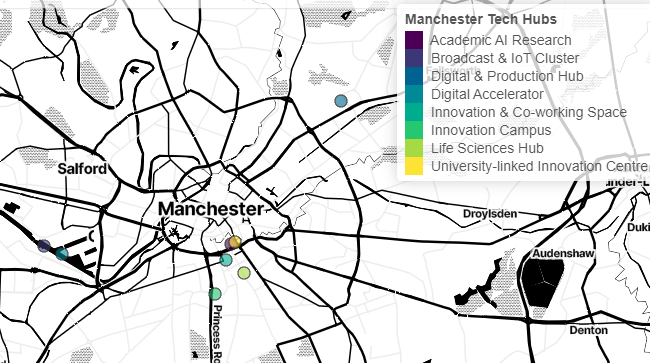 Manchester Tech Hubs
Academic AI Research
Broadcast & IoT Cluster
Digital & Production Hub
Digital Accelerator
Innovation & Co-working Space
Innovation Campus
Life Sciences Hub
University-linked Innovation Centre
Salford
Manchester
Droylsden
Audenshaw
Denton
Princess Ro